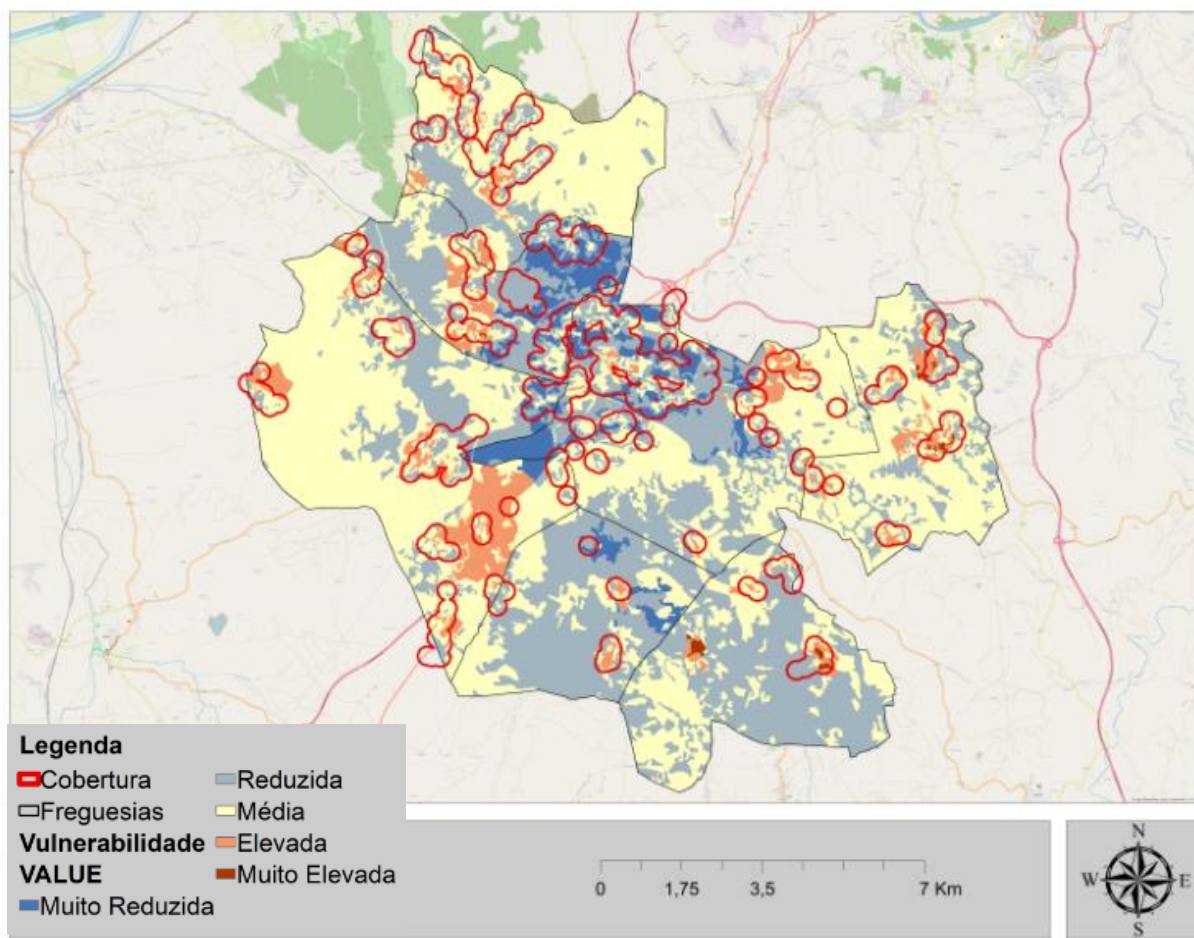 Legenda
Cobertura
Freguesias
Vulnerabilidade
VALUE
Muito Reduzida
Reduzida
Média
Elevada
Muito Elevada
0 1,75 3,5 7 Km
N
W E
S